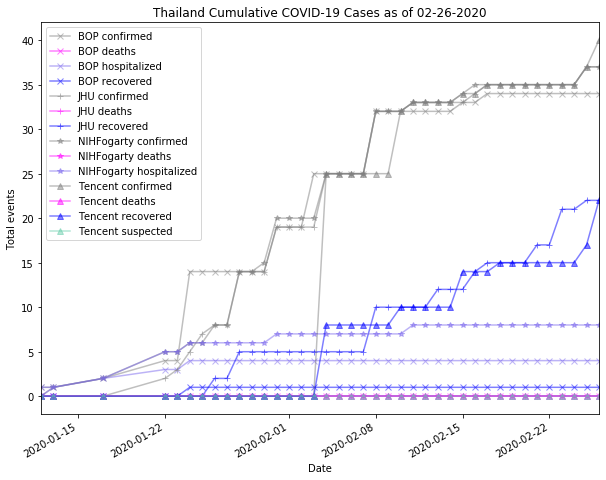 Thailand Cumulative COVID-19 Cases as of 02-26-2020
BOP confirmed
BOP deaths
BOP hospitalized
BOP recovered
JHU confirmed
JHU deaths
JHU recovered
NIHFogarty confirmed
NIHFogarty deaths
NIHFogarty hospitalized
Tencent confirmed
Tencent deaths
Tencent recovered
Tencent suspected
Total events
40
35
30
25
20
15
10
5
0
2020-01-15
2020-01-22
2020-02-01
2020-02-08
2020-02-15
2020-02-22
Date